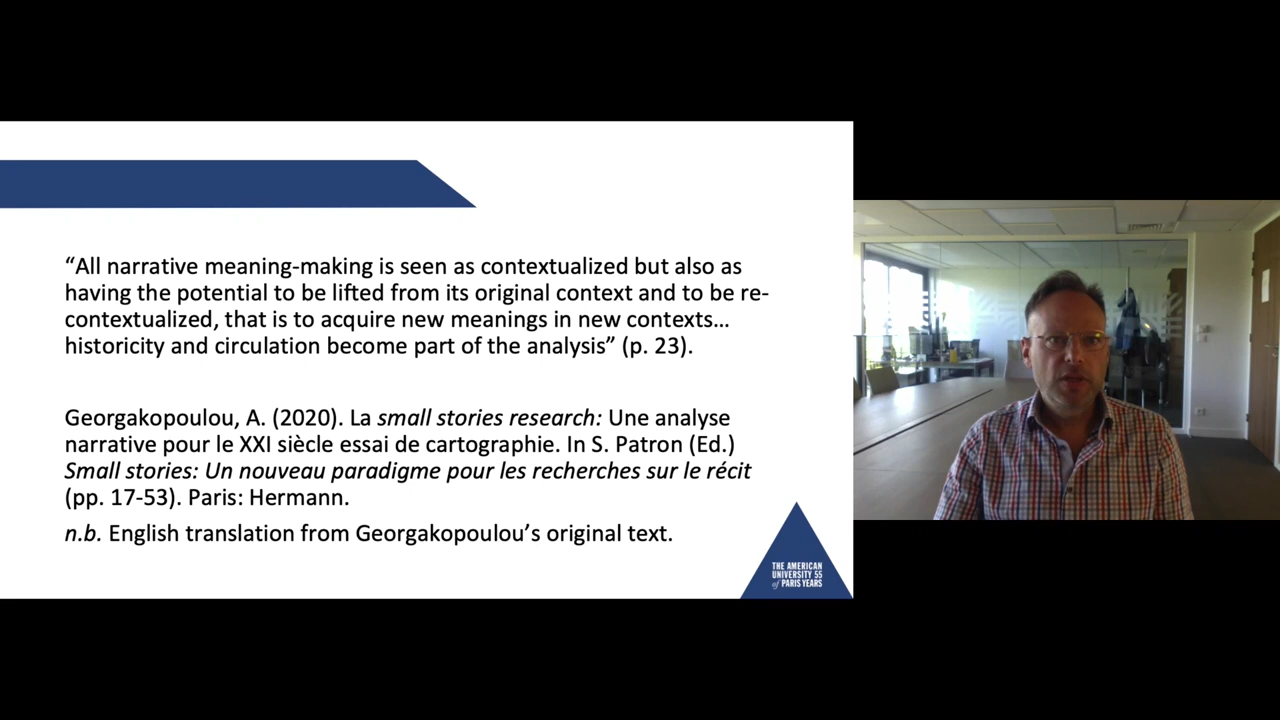 “All narrative meaning-making is seen as contextualized but also as
having the potential to be lifted from its original context and to be re-
contextualized, that is to acquire new meanings in new contexts…
historicity and circulation become part of the analysis” (p. 23).
Georgakopoulou, A. (2020). La small stories research: Une analyse
narrative pour le XXI siècle essai de cartographie. In S. Patron (Ed.)
Small stories: Un nouveau paradigme pour les recherches sur le récit
(pp. 17-53). Paris: Hermann.
n.b. English translation from Georgakopoulou’s original text.
THE AMERICAN
UNIVERSITY 55
of PARIS YEARS